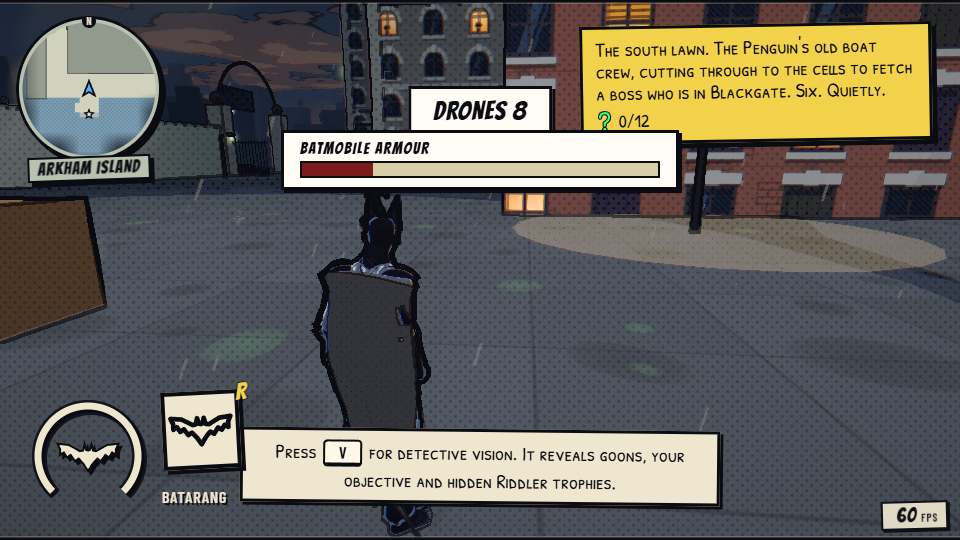 N
ARKHAM ISLAND
DRONES 8
BATMOBILE ARMOUR
THE SOUTH LAWN. THE PENGUIN'S OLD BOAT
CREW, CUTTING THROUGH TO THE CELLS TO FETCH
A BOSS WHO IS IN BLACKGATE. SIX. QUIETLY.
0/12
R
BATARANG
PRESS V FOR DETECTIVE VISION. IT REVEALS GOONS, YOUR
OBJECTIVE AND HIDDEN RIDDLER TROPHIES.
60 FPS